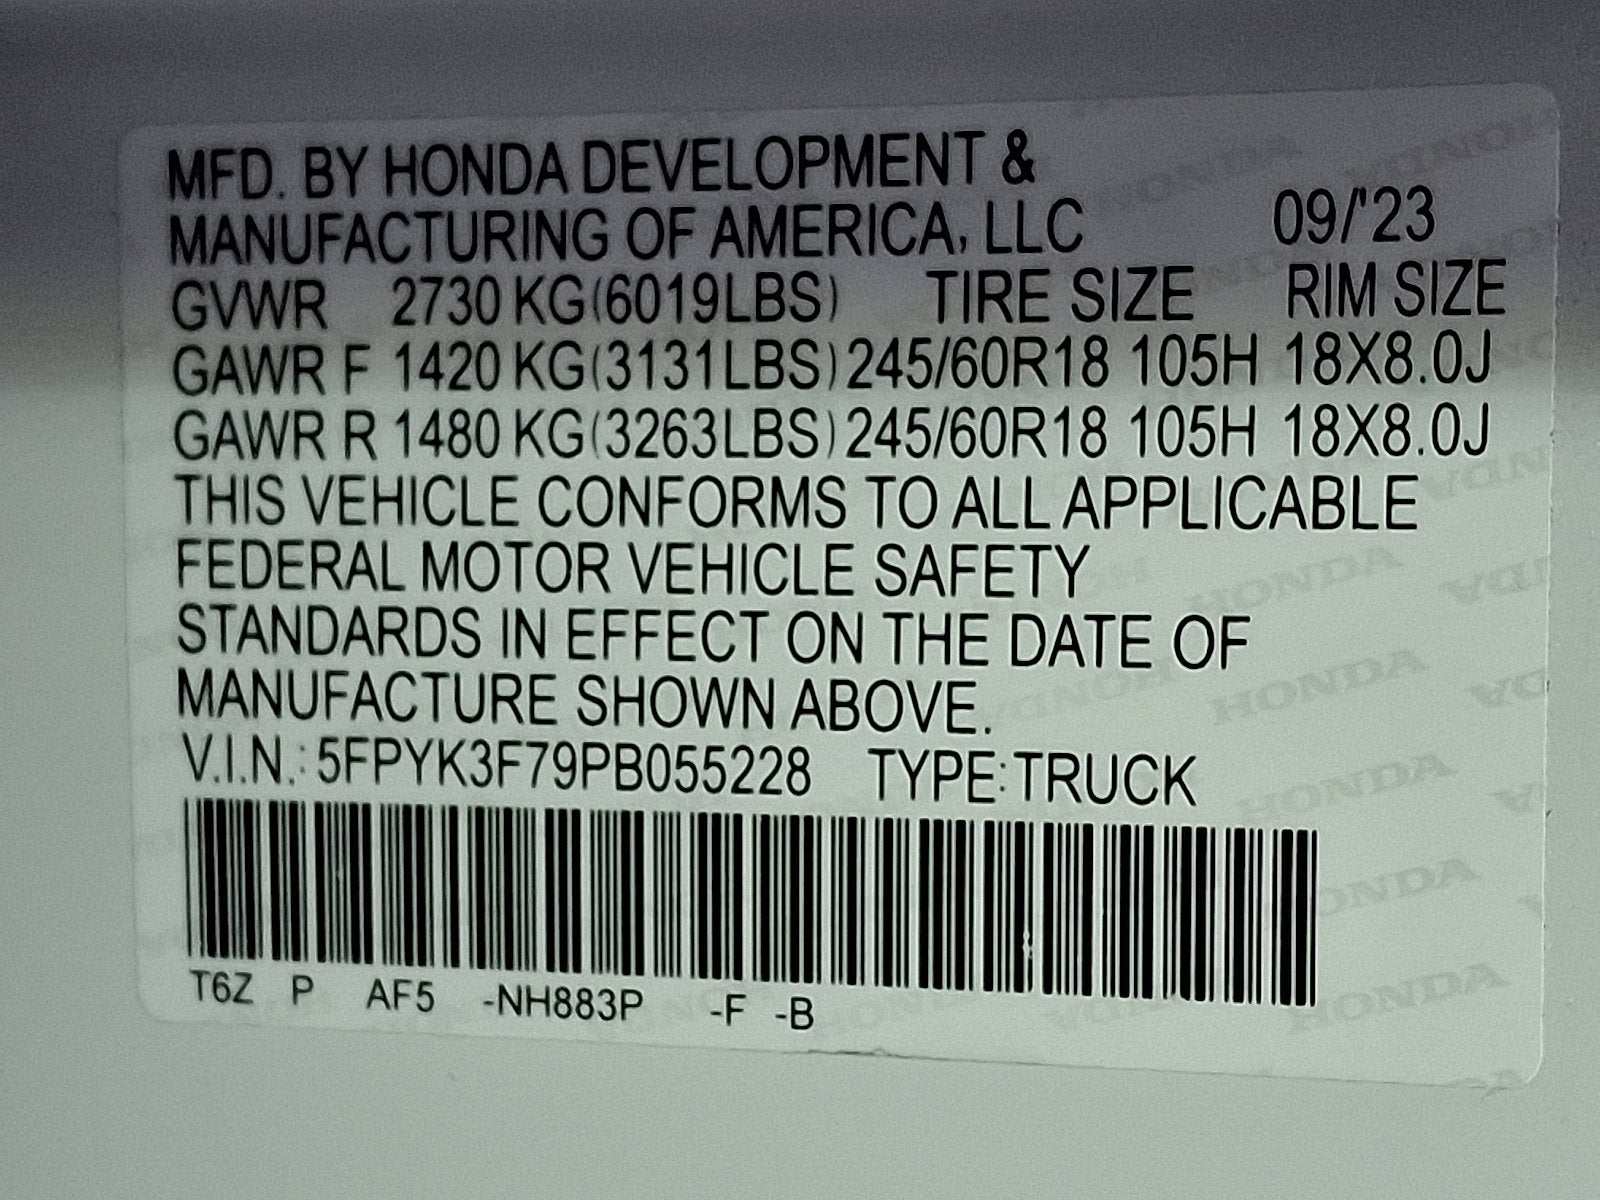 MFD. BY HONDA DEVELOPMENT &
MANUFACTURING OF AMERICA, LLC 09/'23
GVWR 2730 KG(6019LBS) TIRE SIZE RIM SIZE
GAWR F 1420 KG(3131LBS) 245/60R18 105H 18X8.0J
GAWR R 1480 KG(3263LBS) 245/60R18 105H 18X8.0J
THIS VEHICLE CONFORMS TO ALL APPLICABLE
FEDERAL MOTOR VEHICLE SAFETY
STANDARDS IN EFFECT ON THE DATE OF
MANUFACTURE SHOWN ABOVE.
V.I.N.: 5FPYK3F79PB055228 TYPE:TRUCK
T6Z P AF5 -NH883P -F -B